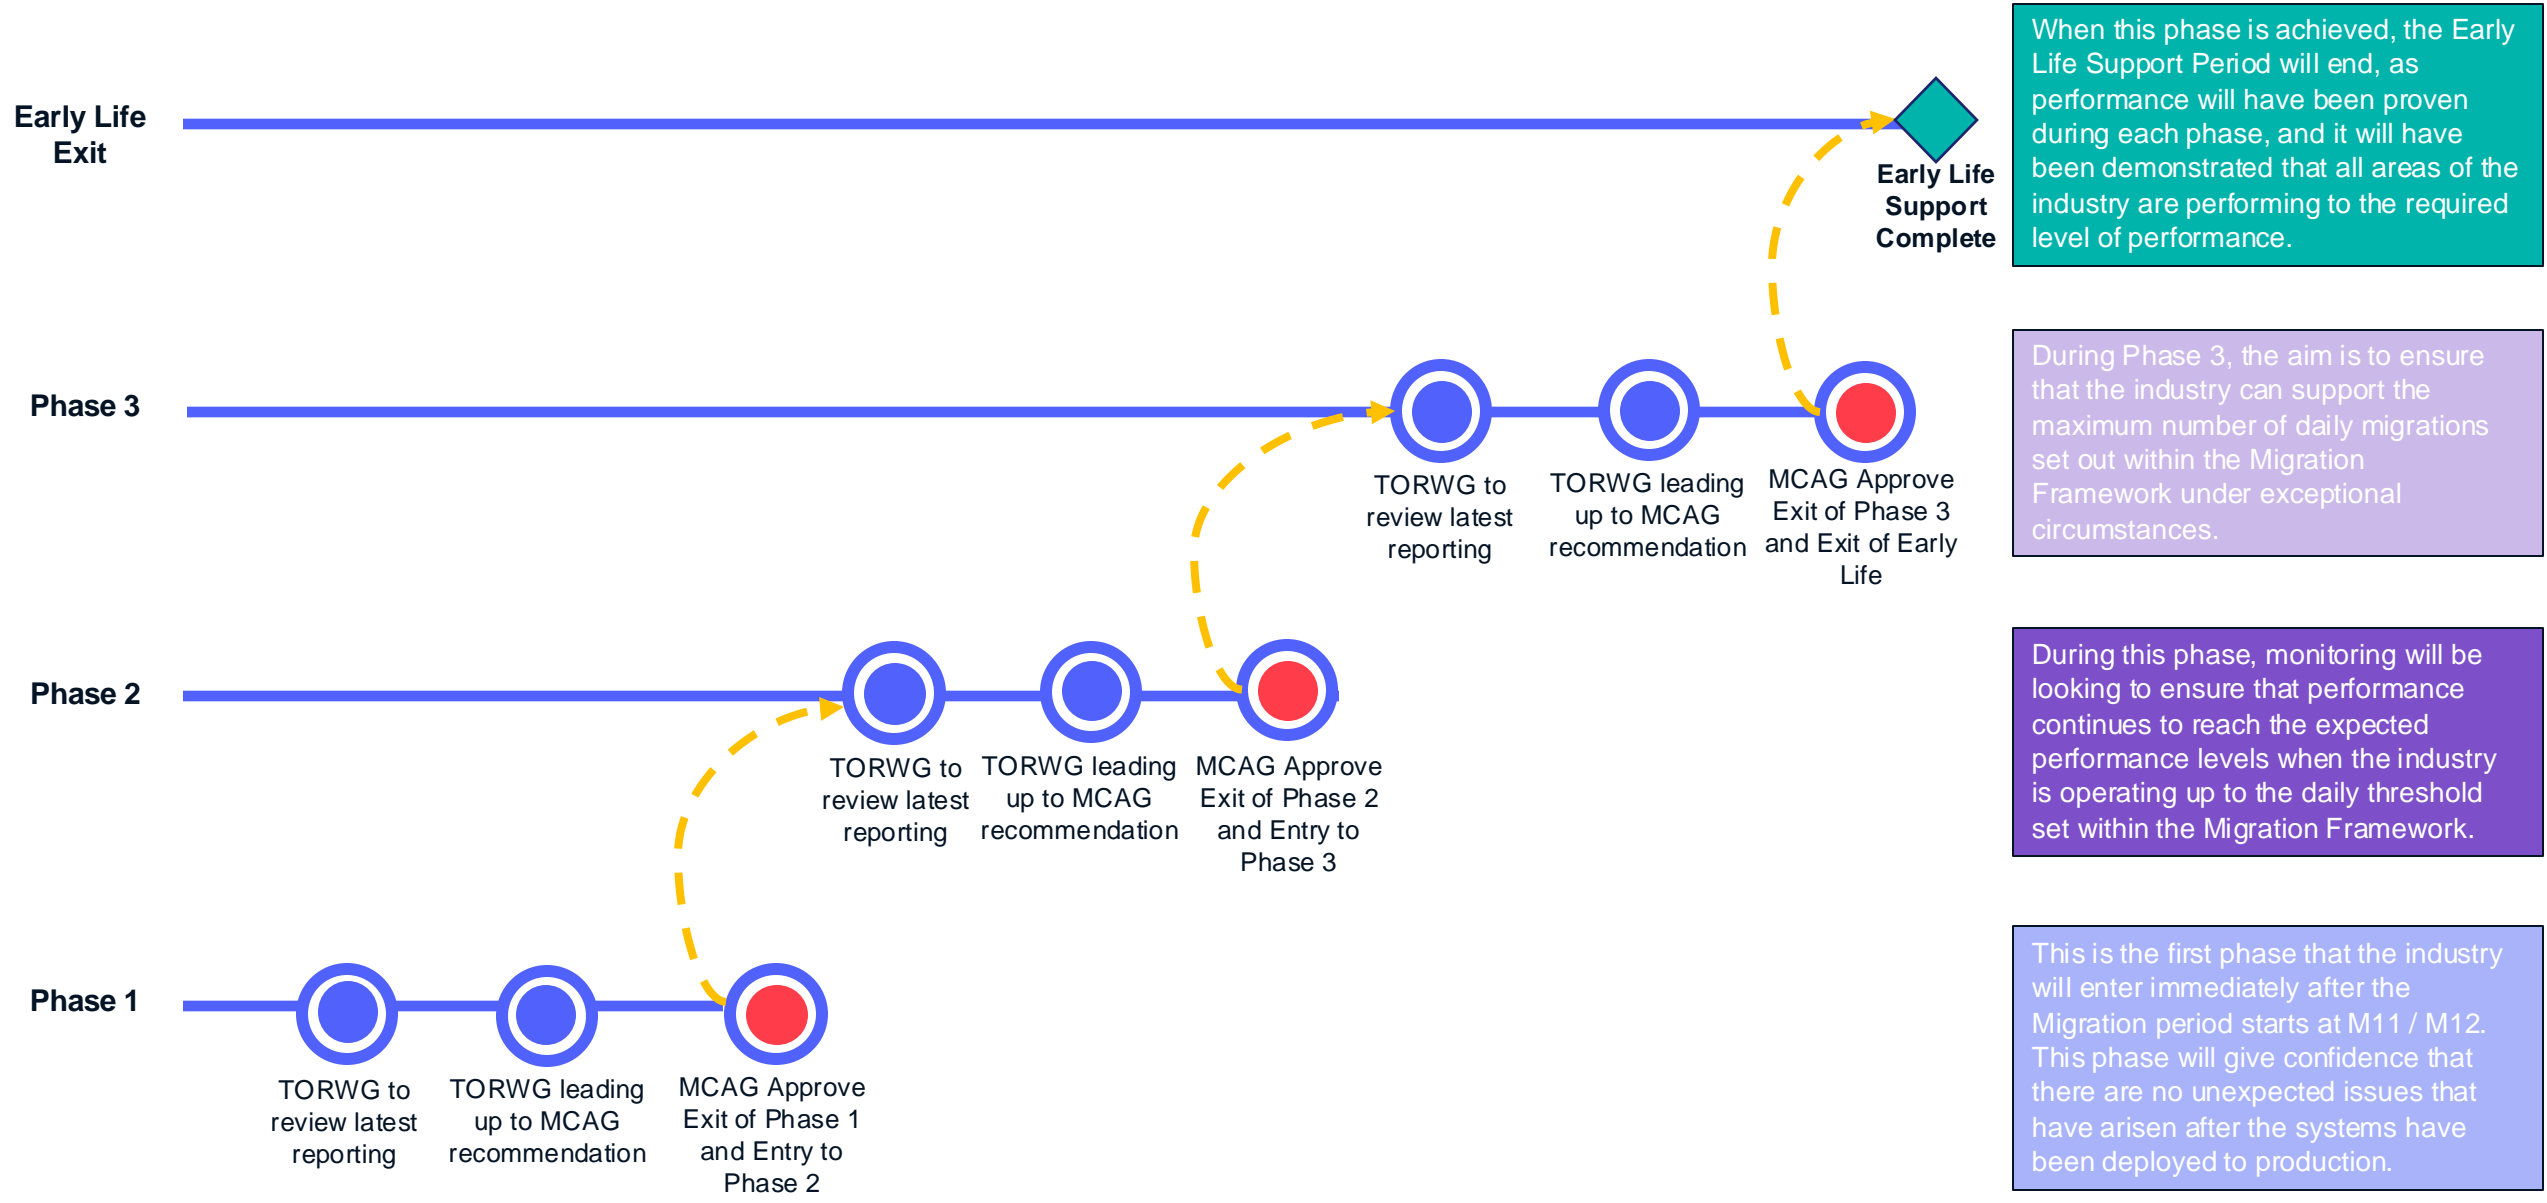 Early Life
Exit
Early Life
Support
Complete
When this phase is achieved, the Early
Life Support Period will end, as
performance will have been proven
during each phase, and it will have
been demonstrated that all areas of the
industry are performing to the required
level of performance.
Phase 3
TORWG to
review latest
reporting
TORWG leading
up to MCAG
recommendation
MCAG Approve
Exit of Phase 3
and Exit of Early
Life
During Phase 3, the aim is to ensure
that the industry can support the
maximum number of daily migrations
set out within the Migration
Framework under exceptional
circumstances.
Phase 2
TORWG to
review latest
reporting
TORWG leading
up to MCAG
recommendation
MCAG Approve
Exit of Phase 2
and Entry to
Phase 3
During this phase, monitoring will be
looking to ensure that performance
continues to reach the expected
performance levels when the industry
is operating up to the daily threshold
set within the Migration Framework.
Phase 1
TORWG to
review latest
reporting
TORWG leading
up to MCAG
recommendation
MCAG Approve
Exit of Phase 1
and Entry to
Phase 2
This is the first phase that the industry
will enter immediately after the
Migration period starts at M11 / M12.
This phase will give confidence that
there are no unexpected issues that
have arisen after the systems have
been deployed to production.